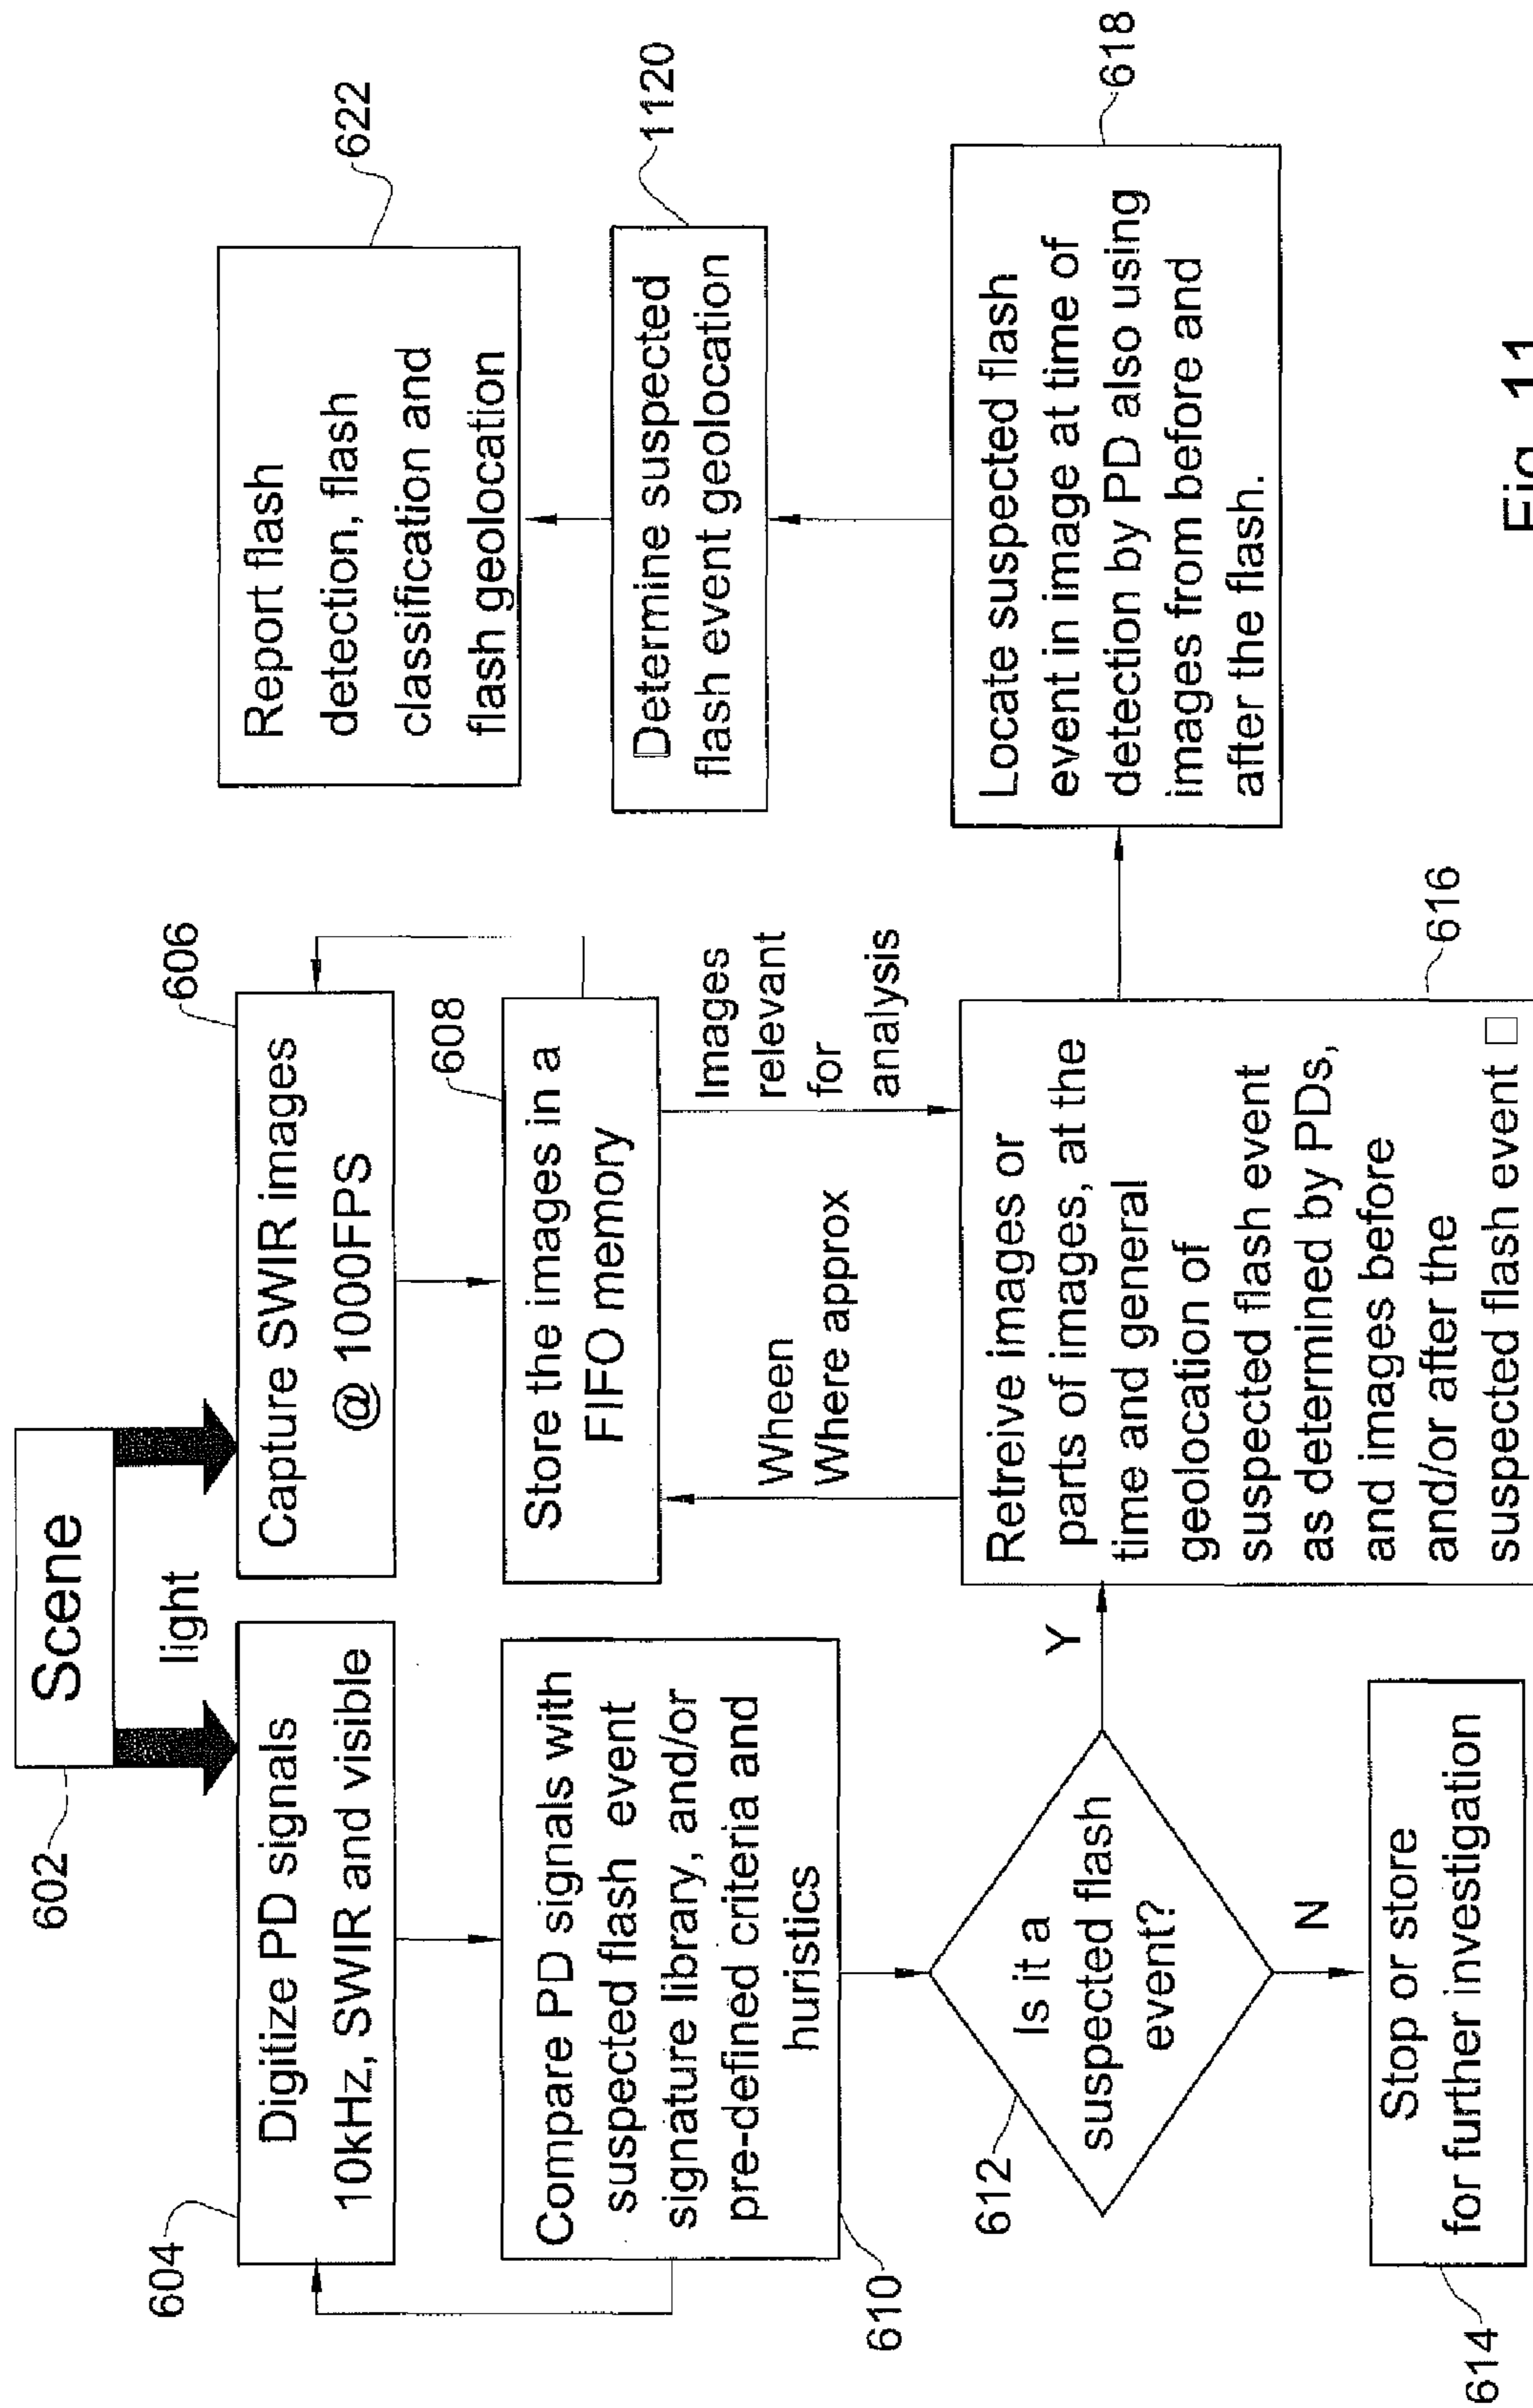 602
Scene
light
604
Digitize PD signals
10kHz, SWIR and visible
606
Capture SWIR images
@ 1000FPS
608
Store the images in a
FIFO memory
610
Compare PD signals with
suspected flash event
signature library, and/or
pre-defined criteria and
huristics
Wheen
Where approx
Images
relevant
for
analysis
612
Is it a
suspected flash
event?
Y
N
614
Stop or store
for further investigation
616
Retreive images or
parts of images, at the
time and general
geolocation of
suspected flash event
as determined by PDs,
and images before
and/or after the
suspected flash event □
618
Locate suspected flash
event in image at time of
detection by PD also using
images from before and
after the flash.
1120
Determine suspected
flash event geolocation
622
Report flash
detection, flash
classification and
flash geolocation
Fig. 11